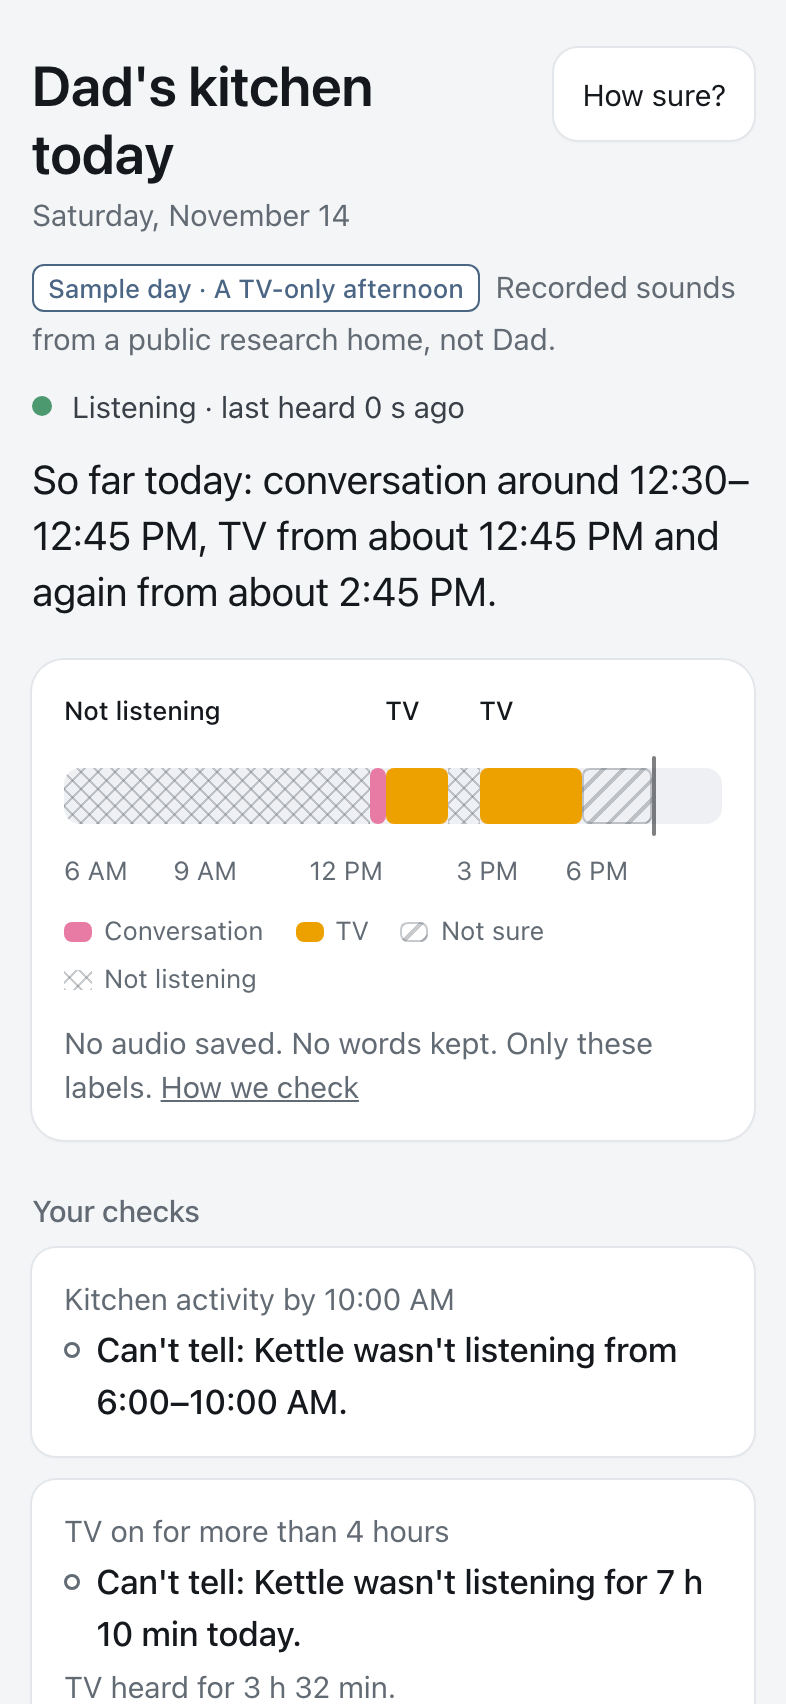 Dad's kitchen
today
How sure?
Saturday, November 14
Sample day · A TV-only afternoon Recorded sounds
from a public research home, not Dad.
Listening · last heard 0 s ago
So far today: conversation around 12:30–
12:45 PM, TV from about 12:45 PM and
again from about 2:45 PM.
Not listening TV TV
6 AM 9 AM 12 PM 3 PM 6 PM
Conversation TV Not sure
Not listening
No audio saved. No words kept. Only these
labels. How we check
Your checks
Kitchen activity by 10:00 AM
Can't tell: Kettle wasn't listening from
6:00–10:00 AM.
TV on for more than 4 hours
Can't tell: Kettle wasn't listening for 7 h
10 min today.
TV heard for 3 h 32 min.